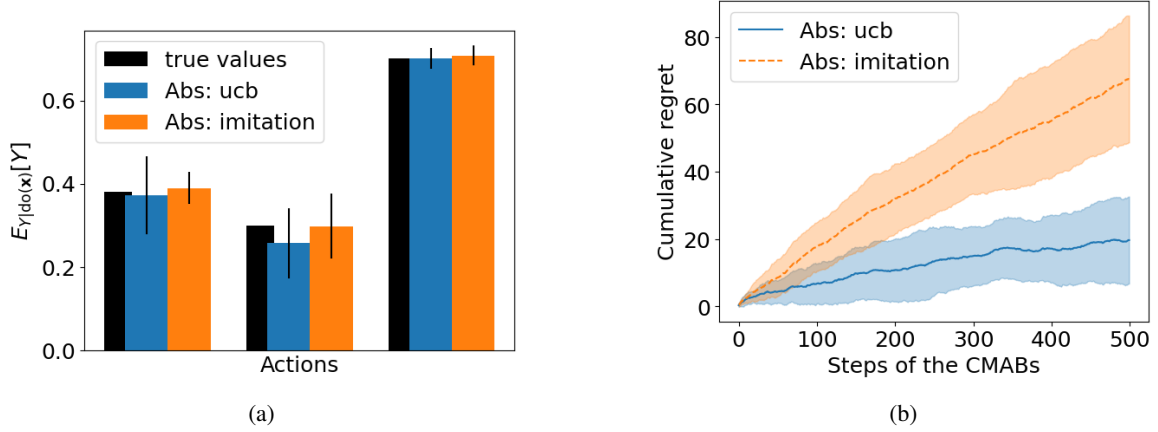 true values
Abs: ucb
Abs: imitation
0.6
0.4
0.2
0.0
E_{Y|do(x)}[Y]
Actions
(a)
Abs: ucb
Abs: imitation
80
60
40
20
0
Cumulative regret
0 100 200 300 400 500
Steps of the CMABs
(b)